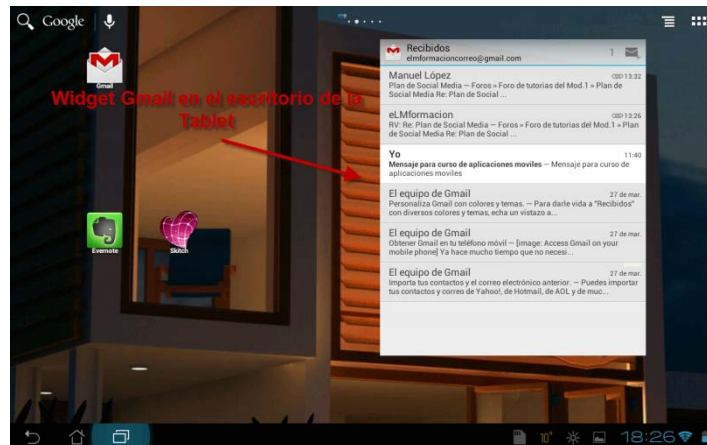 Google
Gmail
Widget Gmail en el escritorio de la
Tablet
Evernote
Skitch
Recibidos
elmformacioncorreo@gmail.com
1
Manuel López 13:32
Plan de Social Media — Foros » Foro de tutorias del Mod.1 » Plan de
Social Media Re: Plan de Social ...
eLMformacion 13:26
RV: Re: Plan de Social Media — Foros » Foro de tutorias del Mod.1 » Plan
de Social Media Re: Plan de Social ...
Yo 11:40
Mensaje para curso de aplicaciones moviles — Mensaje para curso de
aplicaciones moviles
El equipo de Gmail 27 de mar.
Personaliza Gmail con colores y temas. — Para darle vida a "Recibidos"
con diversos colores y temas, echa un vistazo a...
El equipo de Gmail 27 de mar.
Obtener Gmail en tu teléfono móvil — [image: Access Gmail on your
mobile phone] Ya hace mucho tiempo que no necesi...
El equipo de Gmail 27 de mar.
Importa tus contactos y el correo electrónico anterior. — Puedes importar
tus contactos y correo de Yahoo!, de Hotmail, de AOL y de muc...
10° 18:26